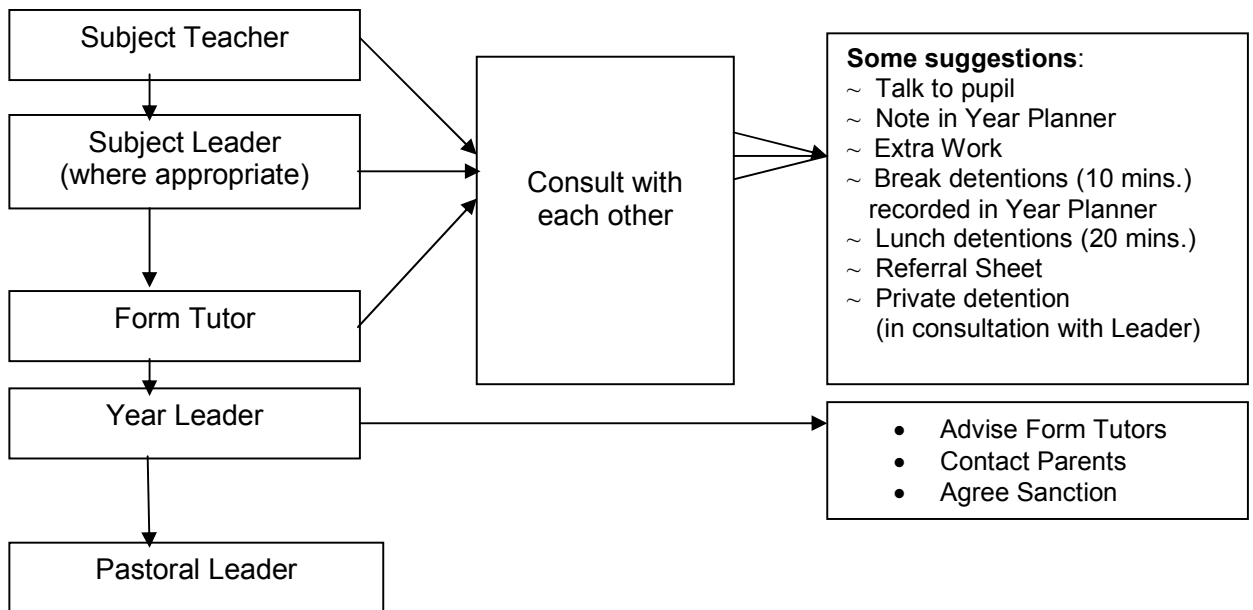 Subject Teacher
Subject Leader
(where appropriate)
Form Tutor
Year Leader
Pastoral Leader
Consult with
each other
Some suggestions:
~ Talk to pupil
~ Note in Year Planner
~ Extra Work
~ Break detentions (10 mins.)
recorded in Year Planner
~ Lunch detentions (20 mins.)
~ Referral Sheet
~ Private detention
(in consultation with Leader)
• Advise Form Tutors
• Contact Parents
• Agree Sanction